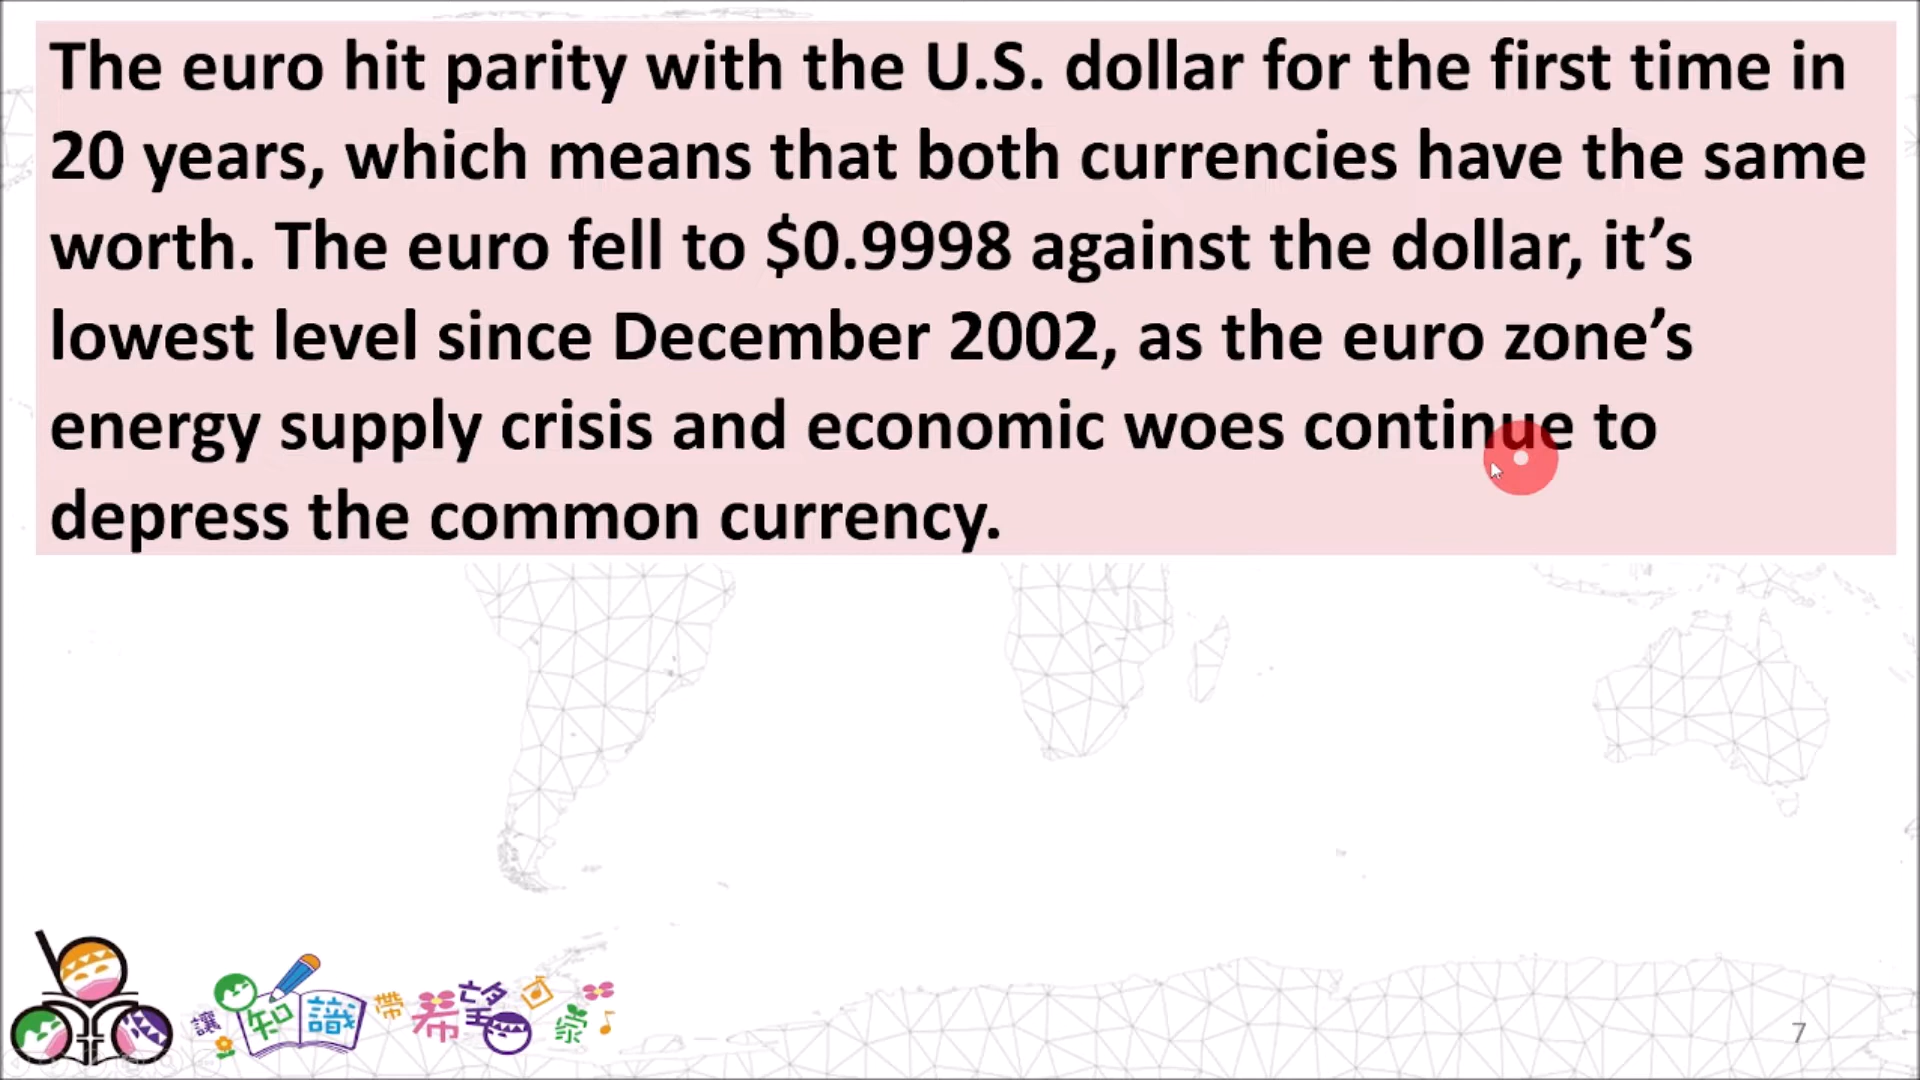 The euro hit parity with the U.S. dollar for the first time in
20 years, which means that both currencies have the same
worth. The euro fell to $0.9998 against the dollar, it’s
lowest level since December 2002, as the euro zone’s
energy supply crisis and economic woes continue to
depress the common currency.
讓知識帶希望回家
7